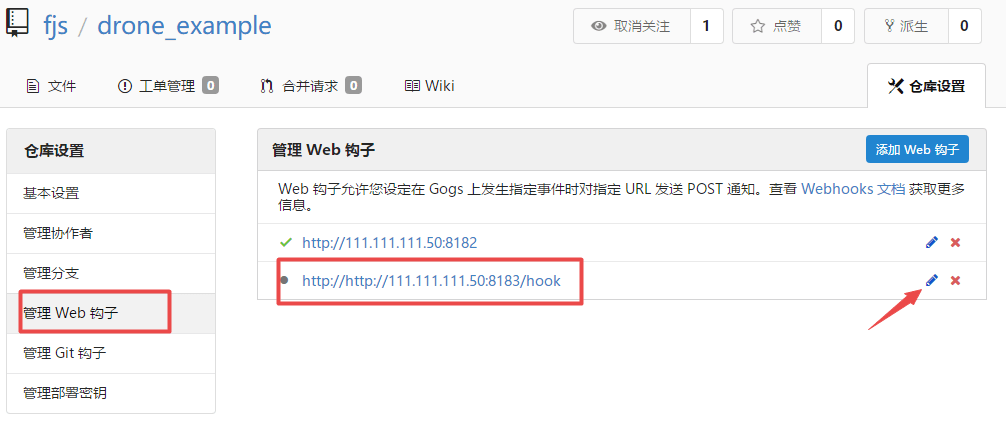 fjs / drone_example
取消关注 1 点赞 0 派生 0
文件 工单管理 0 合并请求 0 Wiki 仓库设置
仓库设置
基本设置
管理协作者
管理分支
管理 Web 钩子
管理 Git 钩子
管理部署密钥
管理 Web 钩子 添加 Web 钩子
Web 钩子允许您设定在 Gogs 上发生指定事件时对指定 URL 发送 POST 通知。查看 Webhooks 文档 获取更多
信息。
http://111.111.111.50:8182
http://http://111.111.111.50:8183/hook